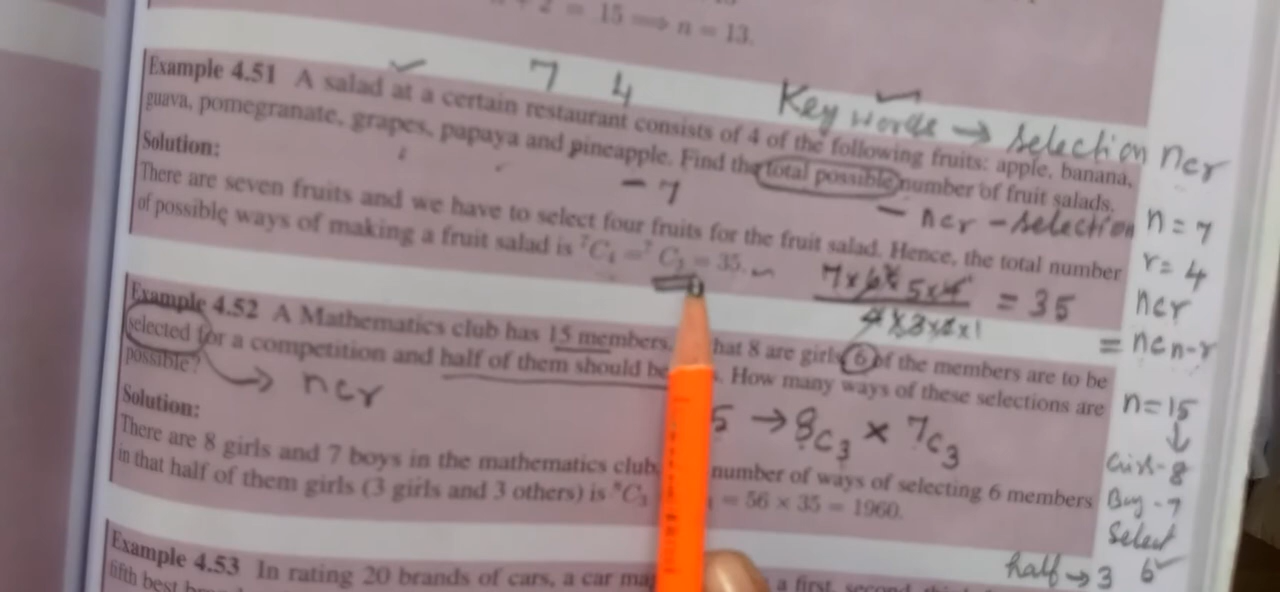 + 2 = 15 ⟹ n = 13.
7 4
Key words → selection ncr
Example 4.51 A salad at a certain restaurant consists of 4 of the following fruits: apple, banana,
guava, pomegranate, grapes, papaya and pineapple. Find the total possible number of fruit salads.
- 7
- ncr - selection
n = 7
Solution:
There are seven fruits and we have to select four fruits for the fruit salad. Hence, the total number
r = 4
of possible ways of making a fruit salad is ⁷C₄ = ⁷C₃ = 35.
7×6×5×4
4×3×2×1
= 35
ncr
= ncn-r
Example 4.52 A Mathematics club has 15 members. hat 8 are girls. 6 of the members are to be
selected for a competition and half of them should be . How many ways of these selections are
possible?
→ ncr
n=15
↓
5 → 8C₃ × 7C₃
Girl-8
Boy-7
Select
6
half → 3
Solution:
There are 8 girls and 7 boys in the mathematics club. number of ways of selecting 6 members
in that half of them girls (3 girls and 3 others) is ⁸C₃ = 56 × 35 = 1960.
Example 4.53 In rating 20 brands of cars, a car ma a first, second,
fifth best